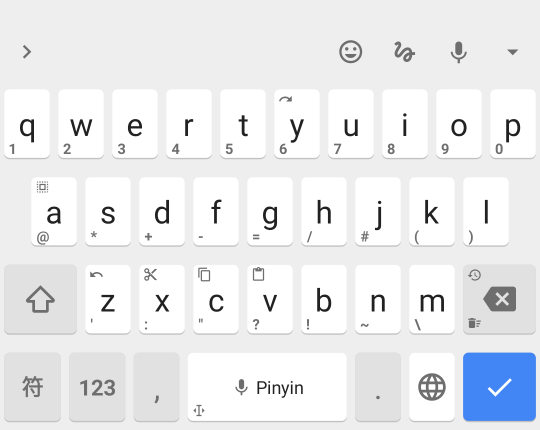 q w e r t y u i o p
1 2 3 4 5 6 7 8 9 0
a s d f g h j k l
@ * + - = / # ( )
z x c v b n m
' : " ? ! ~ \
符 123 , Pinyin .